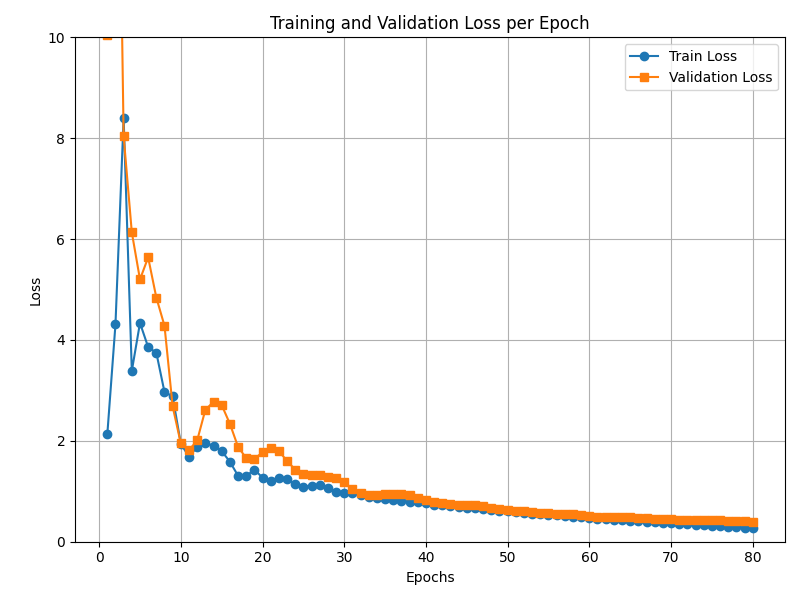 Training and Validation Loss per Epoch
Train Loss
Validation Loss
Loss
10
8
6
4
2
0
0 10 20 30 40 50 60 70 80
Epochs